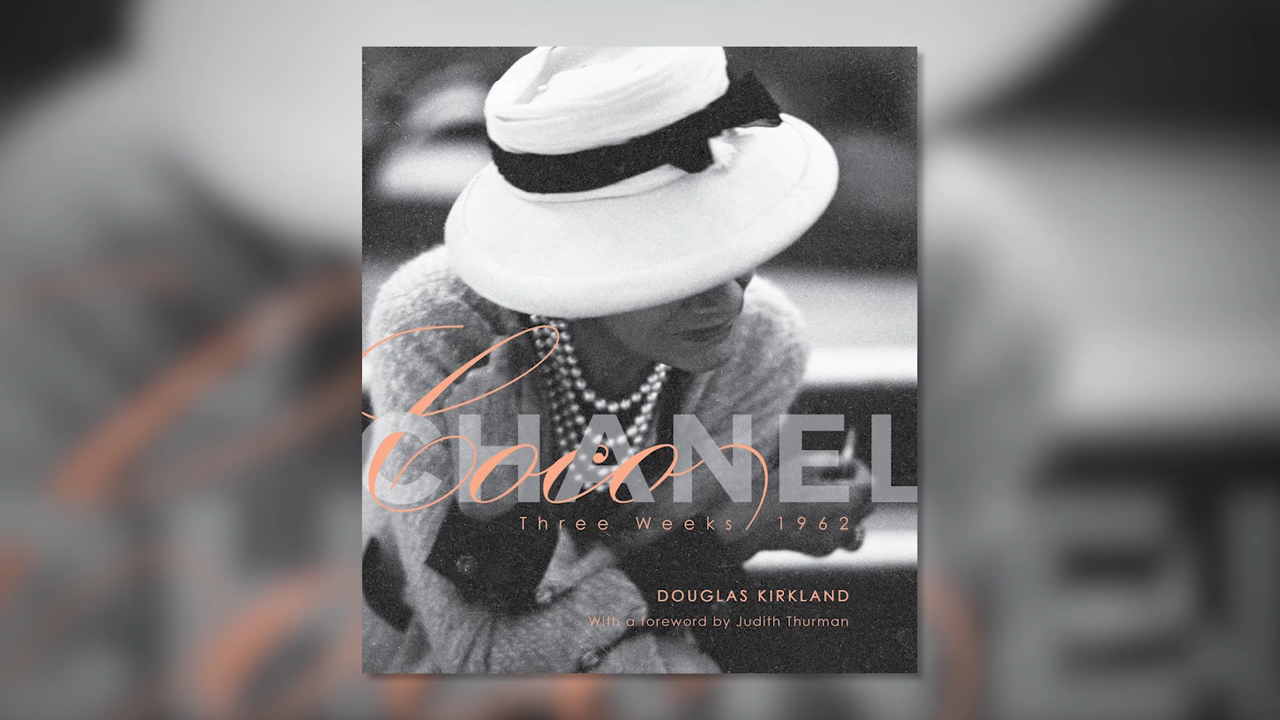 Coco
CHANEL
Three Weeks / 1962
DOUGLAS KIRKLAND
With a foreword by Judith Thurman